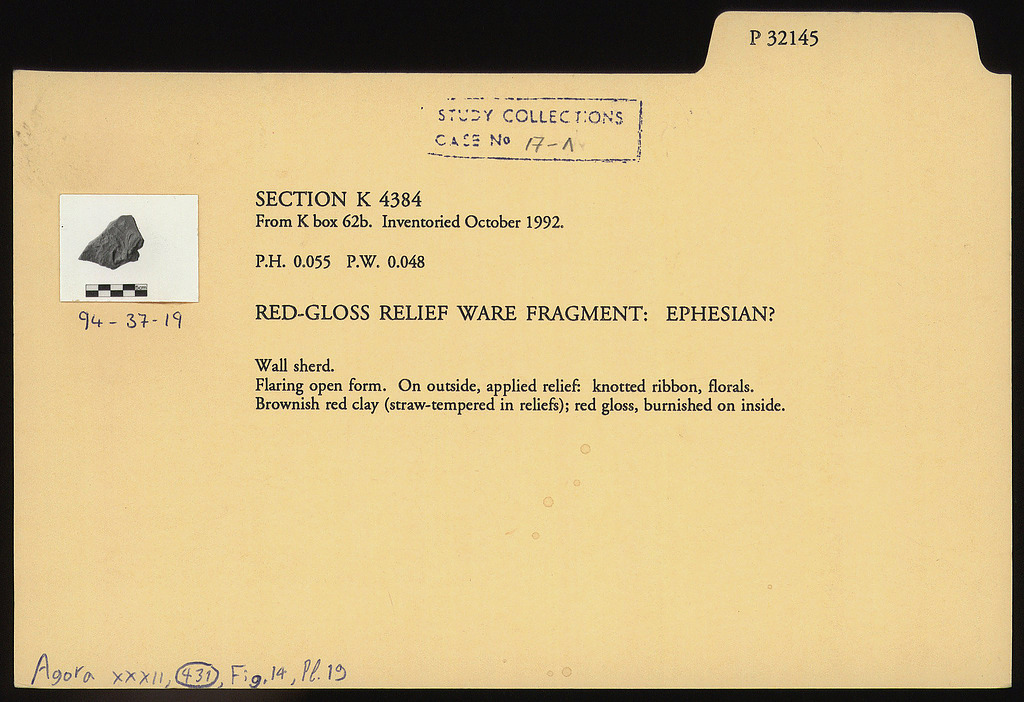 P 32145
STUDY COLLECTIONS
CASE No 17-A
SECTION K 4384
From K box 62b. Inventoried October 1992.
P.H. 0.055 P.W. 0.048
94-37-19
RED-GLOSS RELIEF WARE FRAGMENT: EPHESIAN?
Wall sherd.
Flaring open form. On outside, applied relief: knotted ribbon, florals.
Brownish red clay (straw-tempered in reliefs); red gloss, burnished on inside.
Agora XXXII, 431, Fig.14, Pl.19